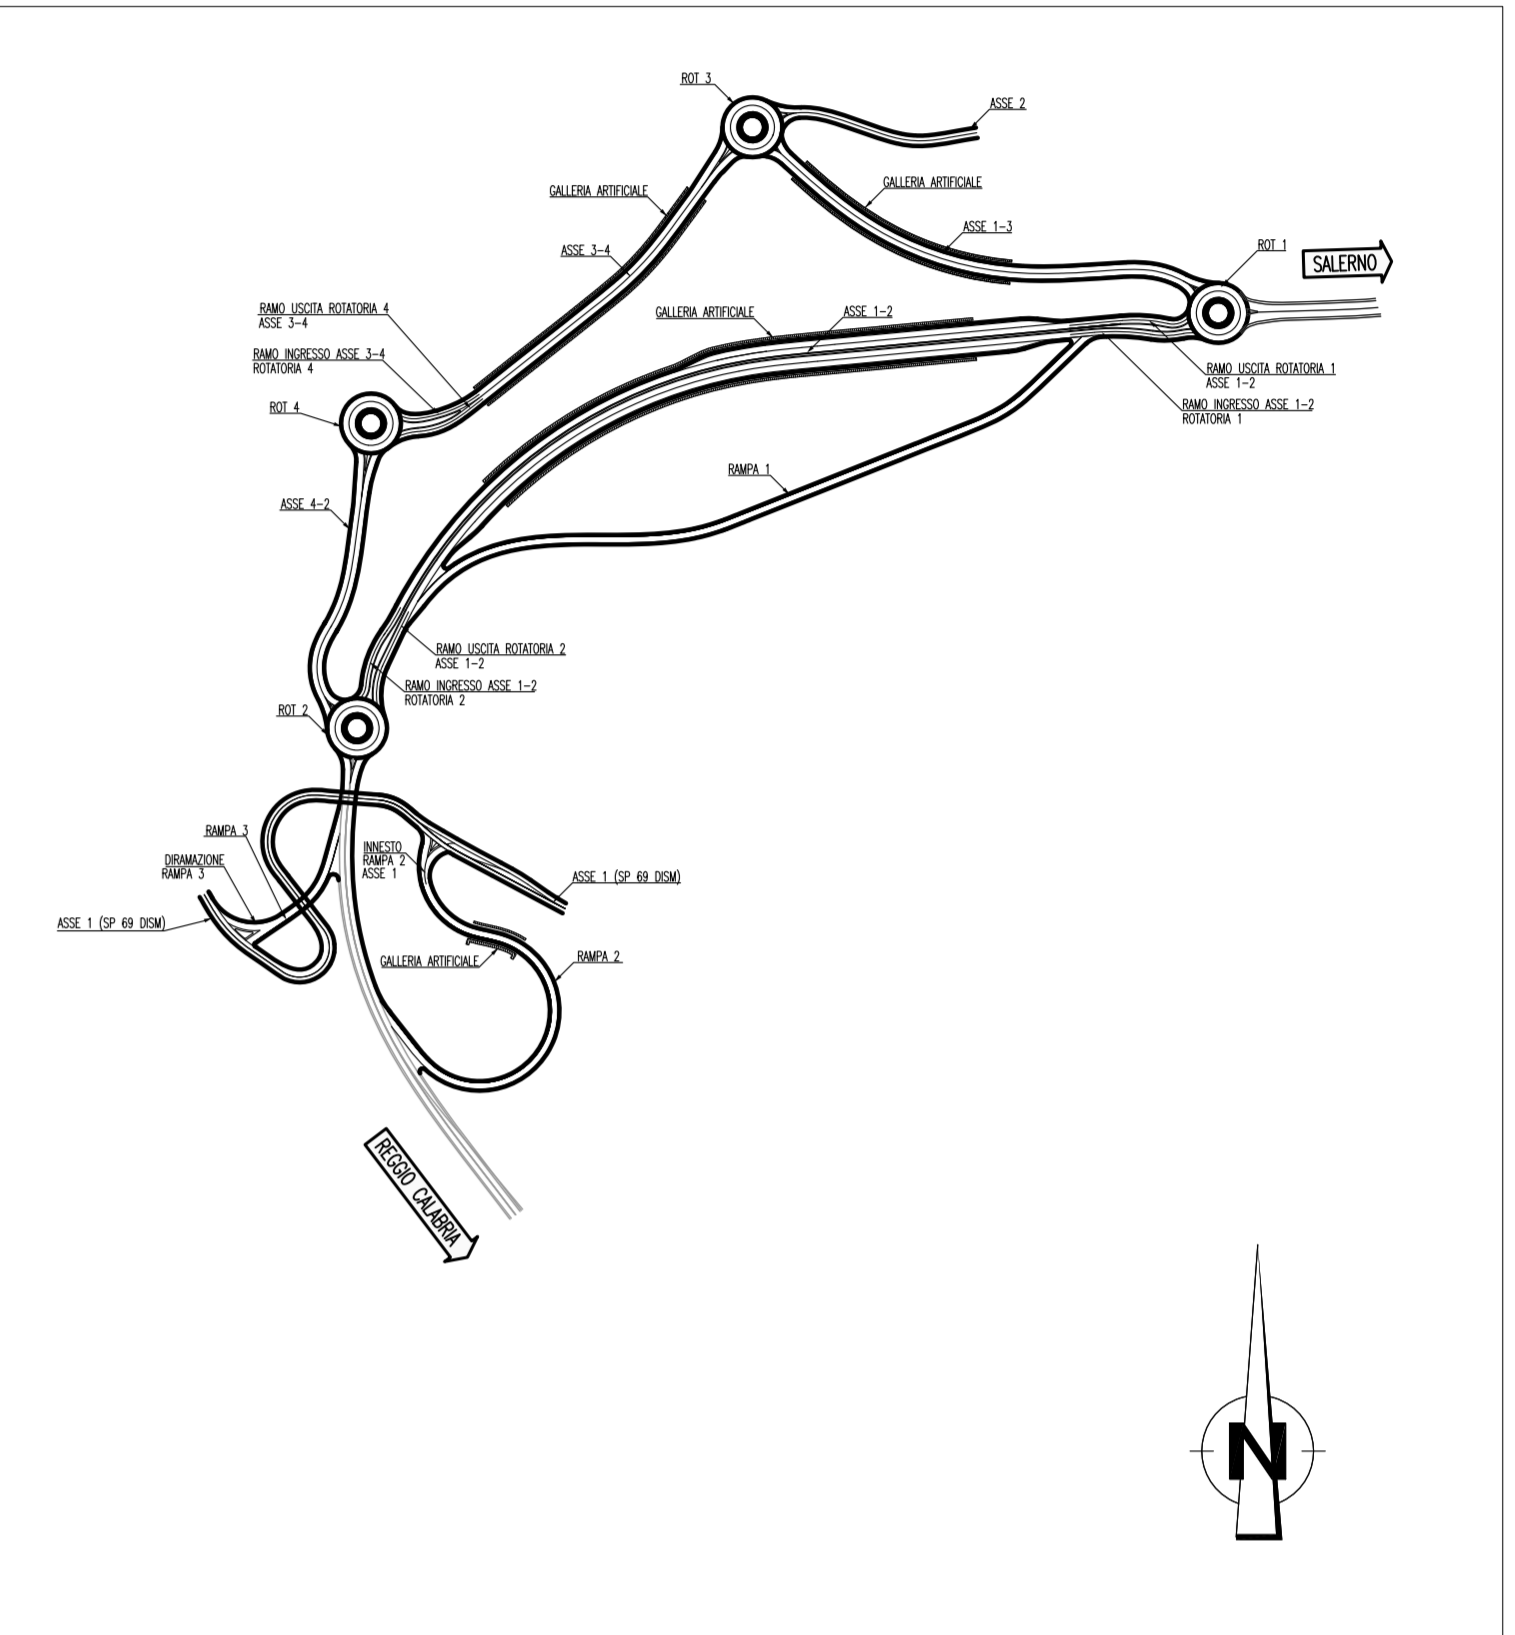 ROT 3
ASSE 2
GALLERIA ARTIFICIALE
GALLERIA ARTIFICIALE
ASSE 1-3
ASSE 3-4
ROT 1
SALERNO
RAMO USCITA ROTATORIA 4
ASSE 3-4
GALLERIA ARTIFICIALE
ASSE 1-2
RAMO INGRESSO ASSE 3-4
ROTATORIA 4
RAMO USCITA ROTATORIA 1
ASSE 1-2
ROT 4
RAMO INGRESSO ASSE 1-2
ROTATORIA 1
RAMPA 1
ASSE 4-2
RAMO USCITA ROTATORIA 2
ASSE 1-2
RAMO INGRESSO ASSE 1-2
ROTATORIA 2
ROT 2
RAMPA 3
DIRAMAZIONE
RAMPA 3
INNESTO
RAMPA 2
ASSE 1
ASSE 1 (SP 69 DISM)
ASSE 1 (SP 69 DISM)
GALLERIA ARTIFICIALE
RAMPA 2
REGGIO CALABRIA
N